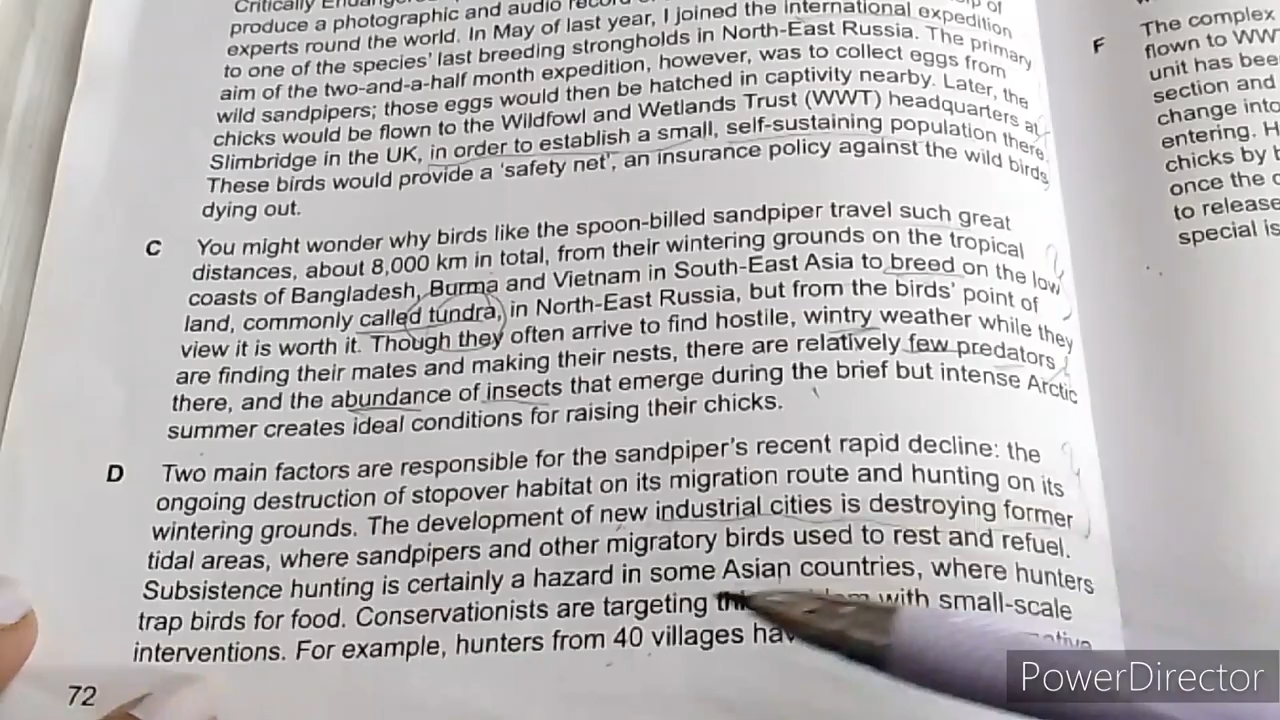 Critically
produce a photographic and audio of
experts round the world. In May of last year, I joined the international expedition
to one of the species' last breeding strongholds in North-East Russia. The primary
aim of the two-and-a-half month expedition, however, was to collect eggs from
wild sandpipers; those eggs would then be hatched in captivity nearby. Later, the
chicks would be flown to the Wildfowl and Wetlands Trust (WWT) headquarters at
Slimbridge in the UK, in order to establish a small, self-sustaining population there.
These birds would provide a 'safety net', an insurance policy against the wild birds
dying out.
C You might wonder why birds like the spoon-billed sandpiper travel such great
distances, about 8,000 km in total, from their wintering grounds on the tropical
coasts of Bangladesh, Burma and Vietnam in South-East Asia to breed on the low
land, commonly called tundra, in North-East Russia, but from the birds' point of
view it is worth it. Though they often arrive to find hostile, wintry weather while they
are finding their mates and making their nests, there are relatively few predators
there, and the abundance of insects that emerge during the brief but intense Arctic
summer creates ideal conditions for raising their chicks.
D Two main factors are responsible for the sandpiper's recent rapid decline: the
ongoing destruction of stopover habitat on its migration route and hunting on its
wintering grounds. The development of new industrial cities is destroying former
tidal areas, where sandpipers and other migratory birds used to rest and refuel.
Subsistence hunting is certainly a hazard in some Asian countries, where hunters
trap birds for food. Conservationists are targeting with small-scale
interventions. For example, hunters from 40 villages
72
F The complex
flown to
unit has
section and
change into
entering.
chicks by
once the
to release
special
PowerDirector